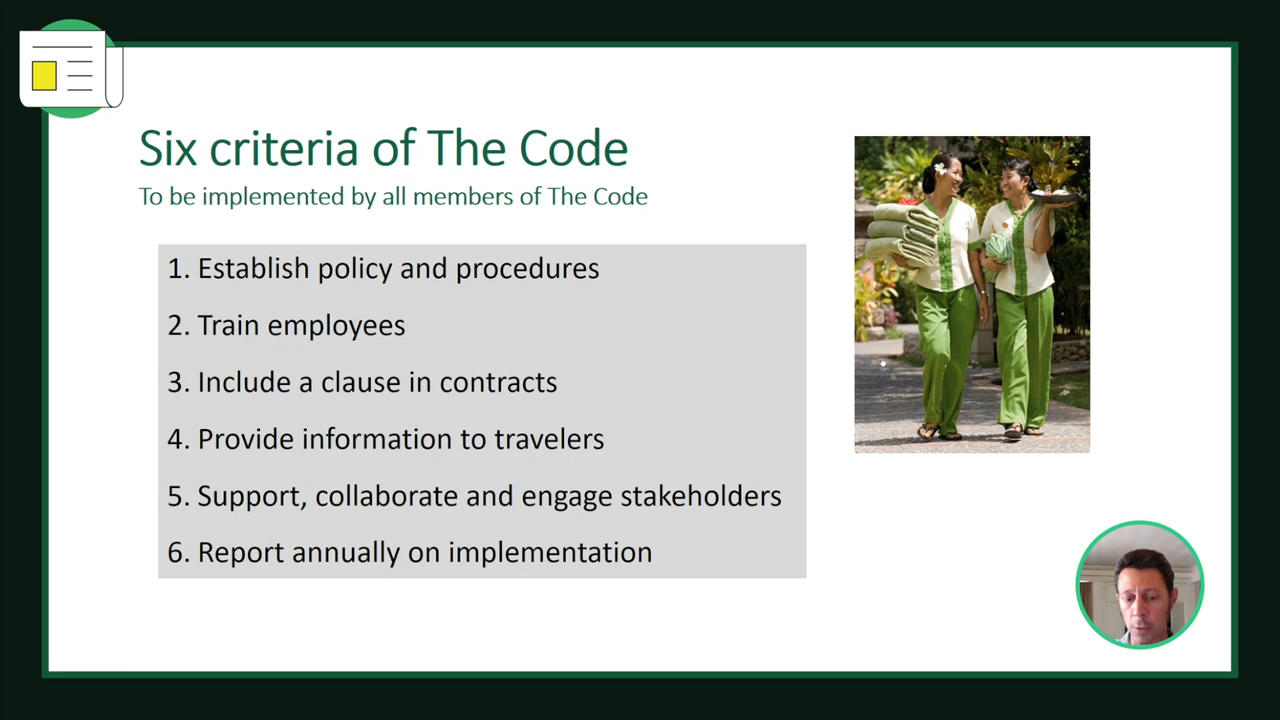 Six criteria of The Code
To be implemented by all members of The Code
1. Establish policy and procedures
2. Train employees
3. Include a clause in contracts
4. Provide information to travelers
5. Support, collaborate and engage stakeholders
6. Report annually on implementation